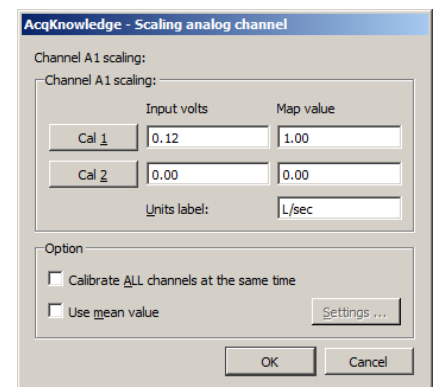 AcqKnowledge - Scaling analog channel
Channel A1 scaling:
Channel A1 scaling:
Input volts Map value
Cal 1 0.12 1.00
Cal 2 0.00 0.00
Units label: L/sec
Option
Calibrate ALL channels at the same time
Use mean value Settings ...
OK Cancel